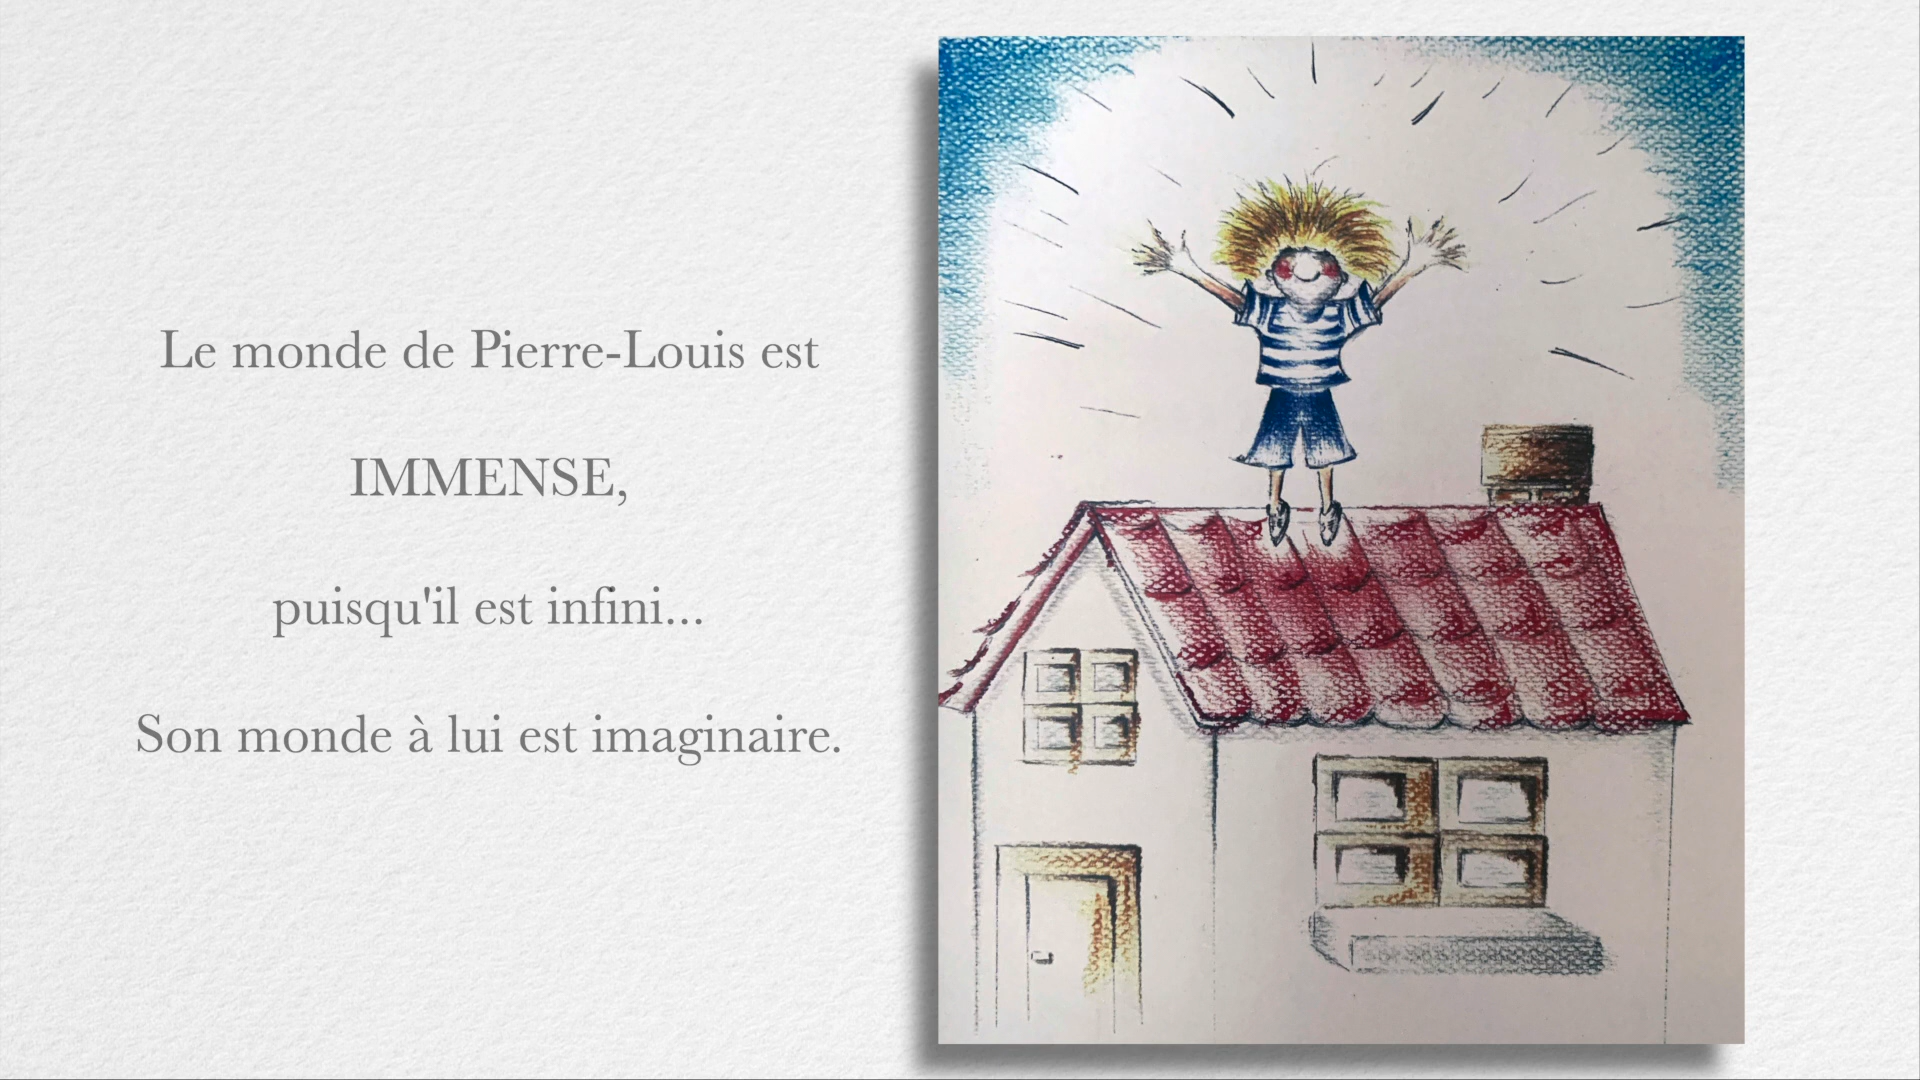 Le monde de Pierre-Louis est
IMMENSE,
puisqu'il est infini...
Son monde à lui est imaginaire.